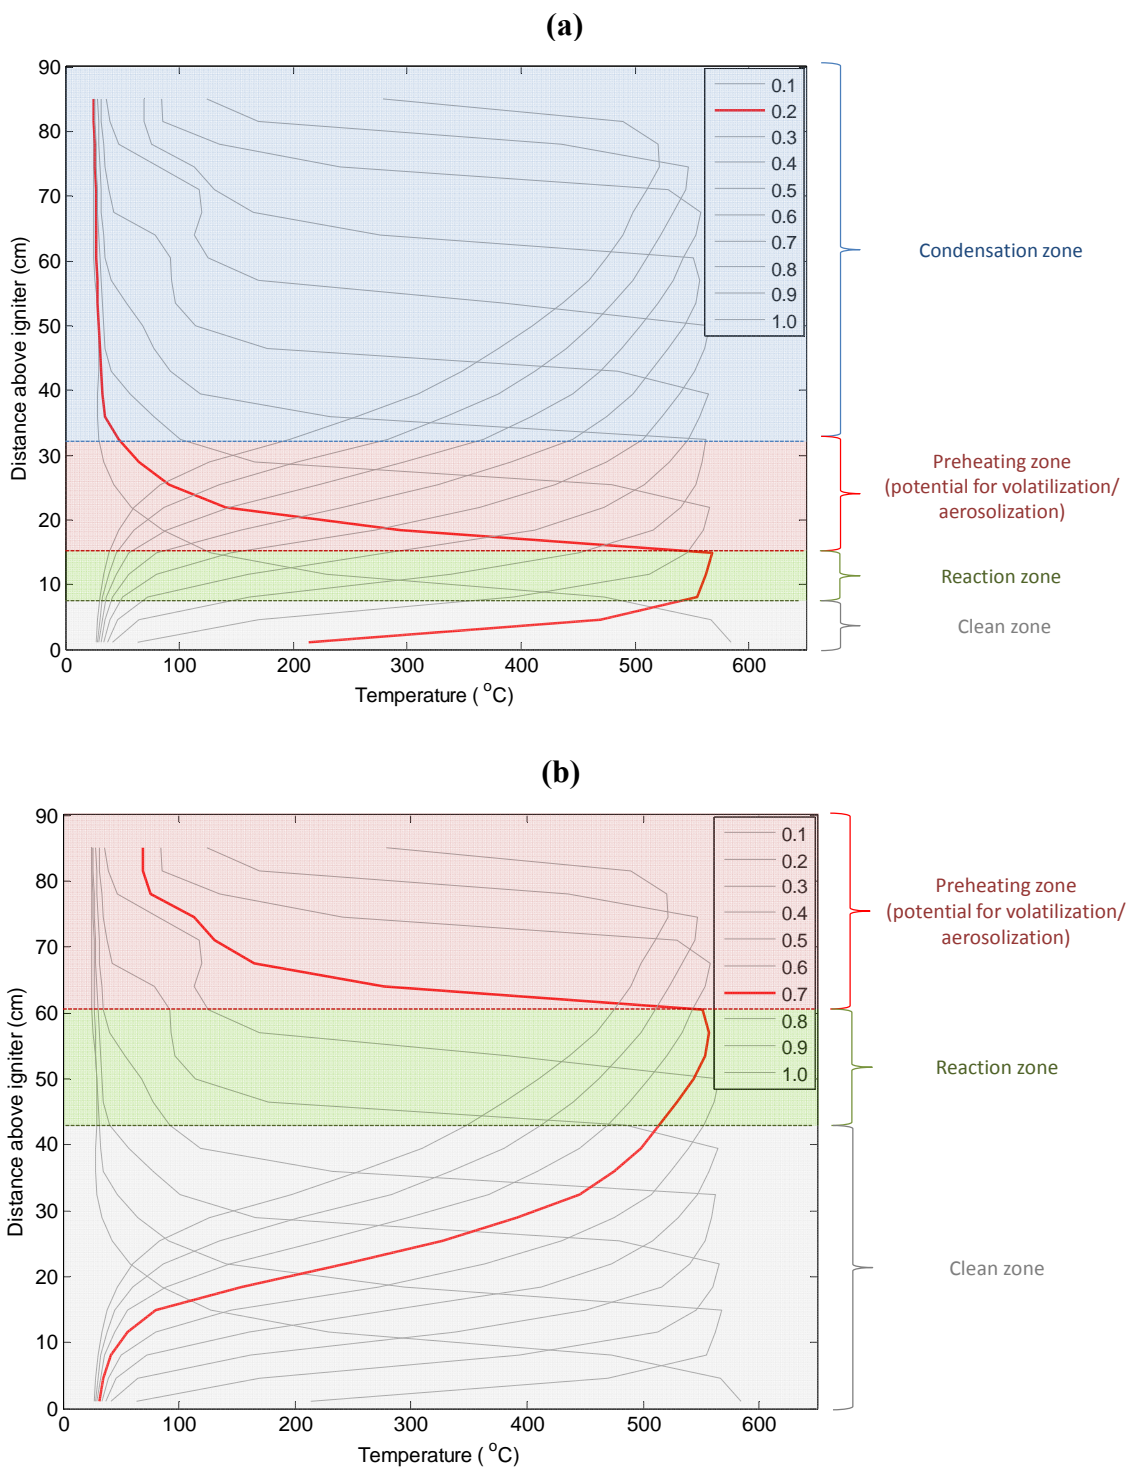 (a)
90
80
70
60
50
40
30
20
10
0
Distance above igniter (cm)
0 100 200 300 400 500 600
Temperature ( °C)
0.1
0.2
0.3
0.4
0.5
0.6
0.7
0.8
0.9
1.0
Condensation zone
Preheating zone
(potential for volatilization/
aerosolization)
Reaction zone
Clean zone
(b)
90
80
70
60
50
40
30
20
10
0
Distance above igniter (cm)
0 100 200 300 400 500 600
Temperature ( °C)
0.1
0.2
0.3
0.4
0.5
0.6
0.7
0.8
0.9
1.0
Preheating zone
(potential for volatilization/
aerosolization)
Reaction zone
Clean zone